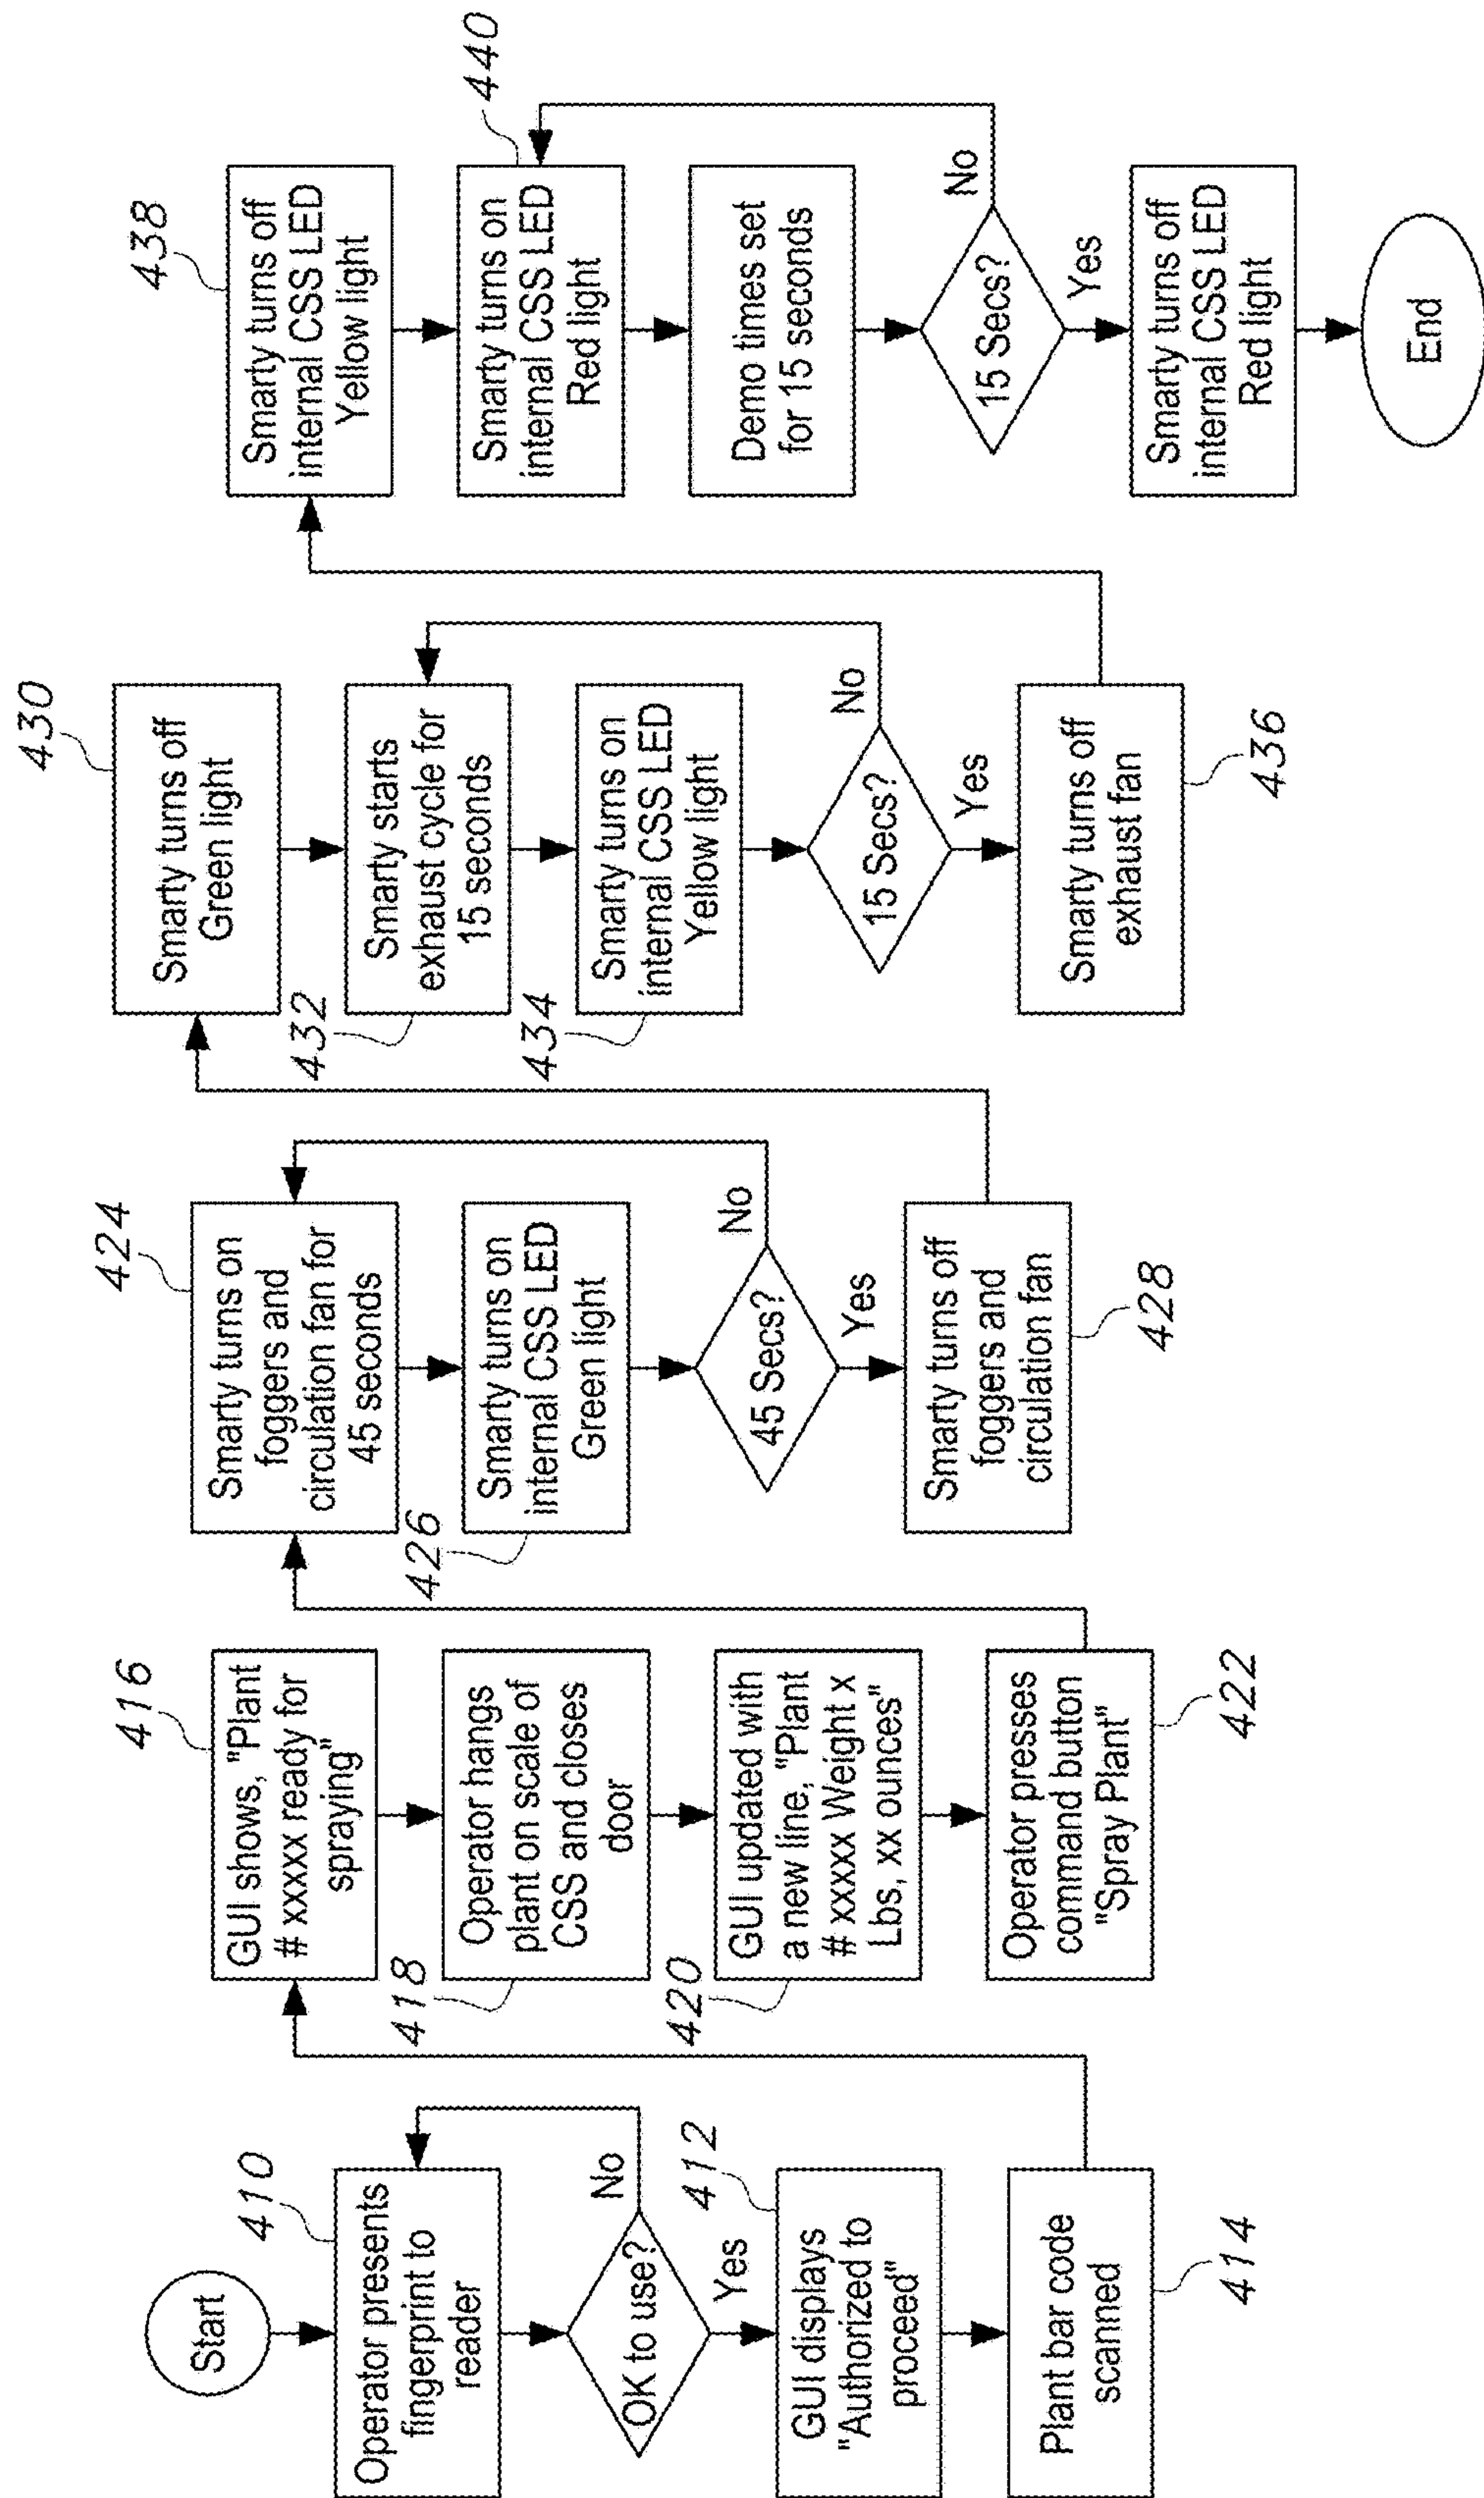 Start
410
Operator presents
fingerprint to
reader
OK to use?
No
Yes
412
GUI displays
"Authorized to
proceed"
Plant bar code
scanned
414
416
GUI shows, "Plant
# xxxxx ready for
spraying"
418
Operator hangs
plant on scale of
CSS and closes
door
420
GUI updated with
a new line, "Plant
# xxxxx Weight x
Lbs, xx ounces"
Operator presses
command button
"Spray Plant"
422
424
Smarty turns on
foggers and
circulation fan for
45 seconds
426
Smarty turns on
internal CSS LED
Green light
45 Secs?
No
Yes
Smarty turns off
foggers and
circulation fan
428
430
Smarty turns off
Green light
432
Smarty starts
exhaust cycle for
15 seconds
434
Smarty turns on
internal CSS LED
Yellow light
15 Secs?
No
Yes
Smarty turns off
exhaust fan
436
438
Smarty turns off
internal CSS LED
Yellow light
440
Smarty turns on
internal CSS LED
Red light
Demo times set
for 15 seconds
15 Secs?
No
Yes
Smarty turns off
internal CSS LED
Red light
End